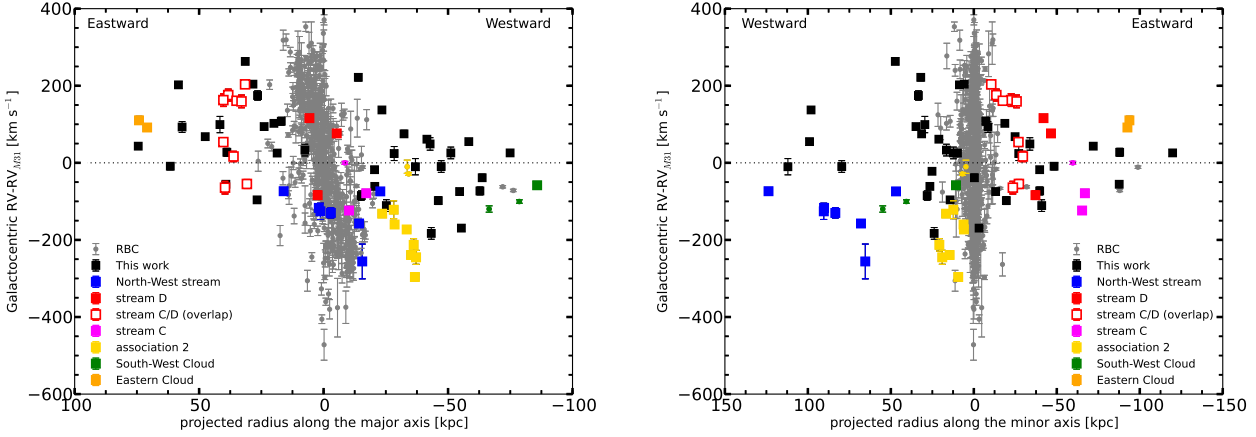 Eastward
Westward
400
200
0
−200
−400
−600
Galactocentric RV-RV_M31 [km s⁻¹]
RBC
This work
North-West stream
stream D
stream C/D (overlap)
stream C
association 2
South-West Cloud
Eastern Cloud
100 50 0 −50 −100
projected radius along the major axis [kpc]
Westward
Eastward
400
200
0
−200
−400
−600
Galactocentric RV-RV_M31 [km s⁻¹]
RBC
This work
North-West stream
stream D
stream C/D (overlap)
stream C
association 2
South-West Cloud
Eastern Cloud
150 100 50 0 −50 −100 −150
projected radius along the minor axis [kpc]